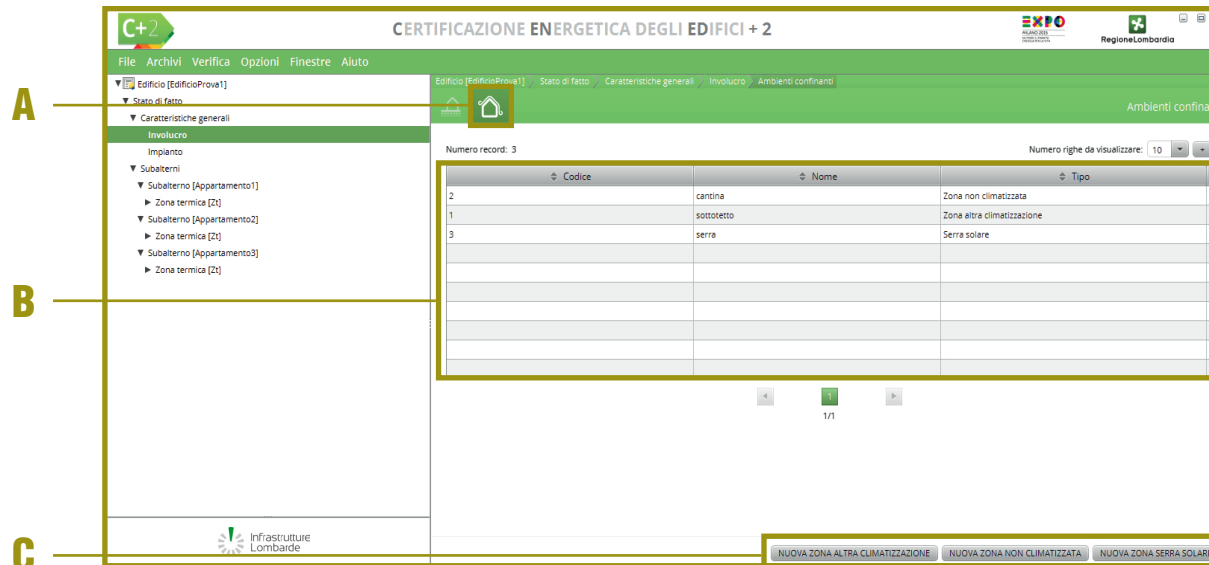 C+2
CERTIFICAZIONE ENERGETICA DEGLI EDIFICI + 2
EXPO
MILANO 2015
RegioneLombardia
File Archivi Verifica Opzioni Finestre Aiuto
A
Edificio [EdificioProva1]
Stato di fatto
Caratteristiche generali
Involucro
Impianto
Subalterni
Subalterno [Appartamento1]
Zona termica [Zt]
Subalterno [Appartamento2]
Zona termica [Zt]
Subalterno [Appartamento3]
Zona termica [Zt]
Edificio [EdificioProva1] Stato di fatto Caratteristiche generali Involucro Ambienti confinanti
Ambienti confina
Numero record: 3
Numero righe da visualizzare: 10 +
B
Codice Nome Tipo
2 cantina Zona non climatizzata
1 sottotetto Zona altra climatizzazione
3 serra Serra solare
1
1/1
C
Infrastrutture
Lombarde
NUOVA ZONA ALTRA CLIMATIZZAZIONE NUOVA ZONA NON CLIMATIZZATA NUOVA ZONA SERRA SOLARE